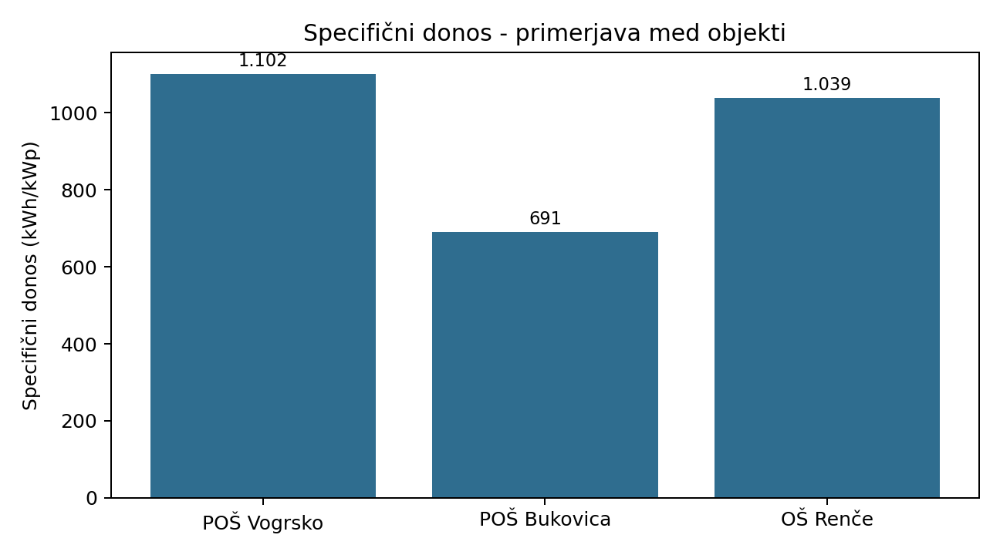 Specifični donos - primerjava med objekti
Specifični donos (kWh/kWp)
1000
800
600
400
200
0
1.102
691
1.039
POŠ Vogrsko
POŠ Bukovica
OŠ Renče